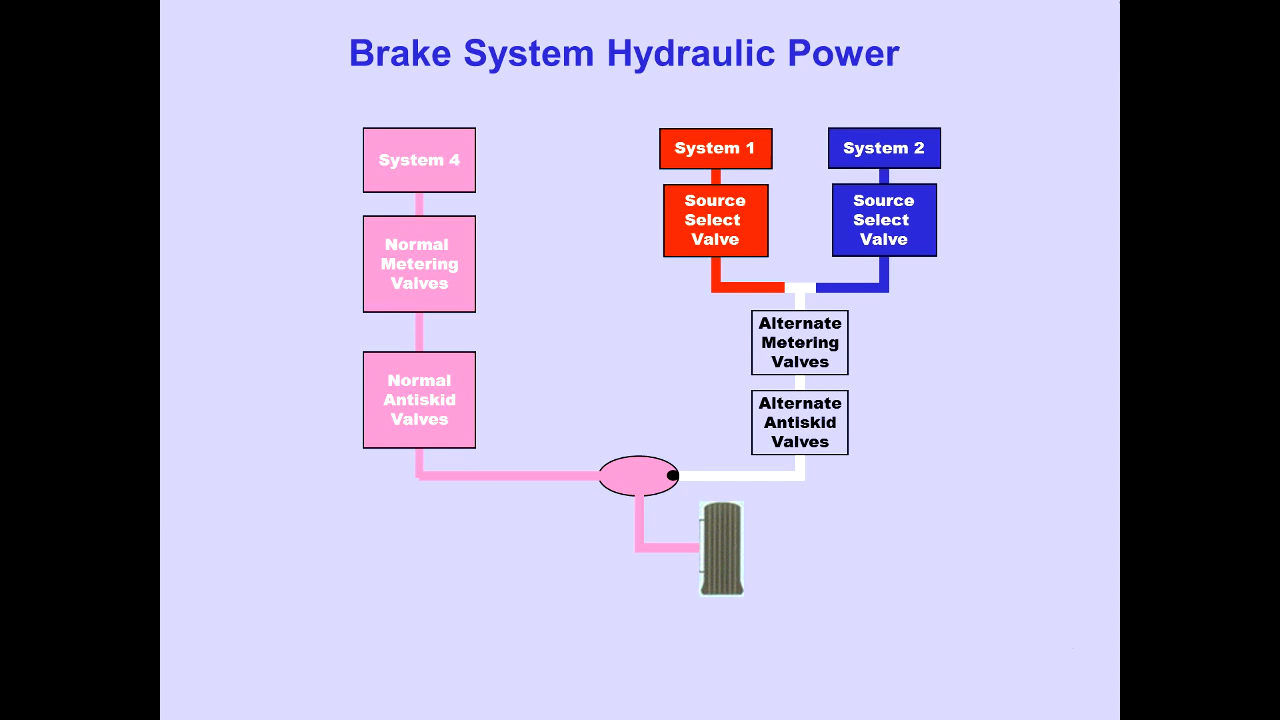 Brake System Hydraulic Power
System 4
Normal
Metering
Valves
Normal
Antiskid
Valves
System 1
Source
Select
Valve
System 2
Source
Select
Valve
Alternate
Metering
Valves
Alternate
Antiskid
Valves